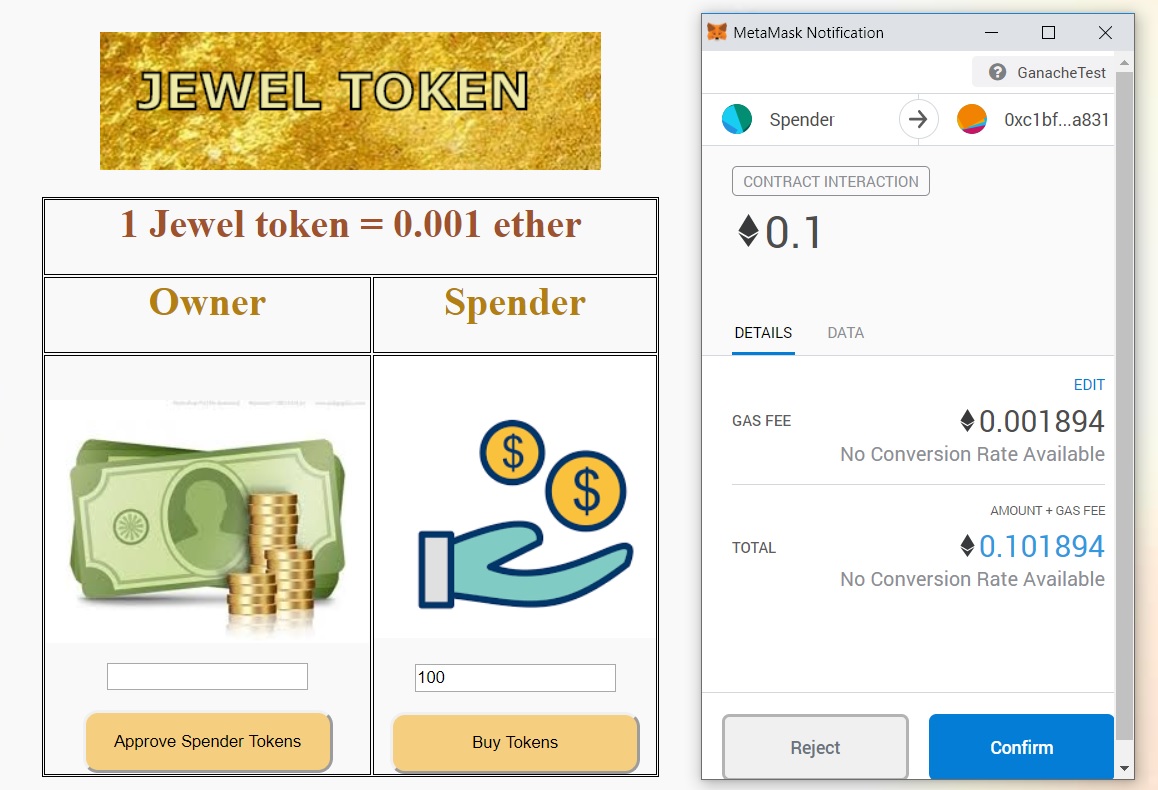 JEWEL TOKEN
1 Jewel token = 0.001 ether
Owner
Spender
$
$
100
Approve Spender Tokens
Buy Tokens
MetaMask Notification
GanacheTest
Spender
0xc1bf...a831
CONTRACT INTERACTION
0.1
DETAILS
DATA
EDIT
GAS FEE
0.001894
No Conversion Rate Available
AMOUNT + GAS FEE
TOTAL
0.101894
No Conversion Rate Available
Reject
Confirm